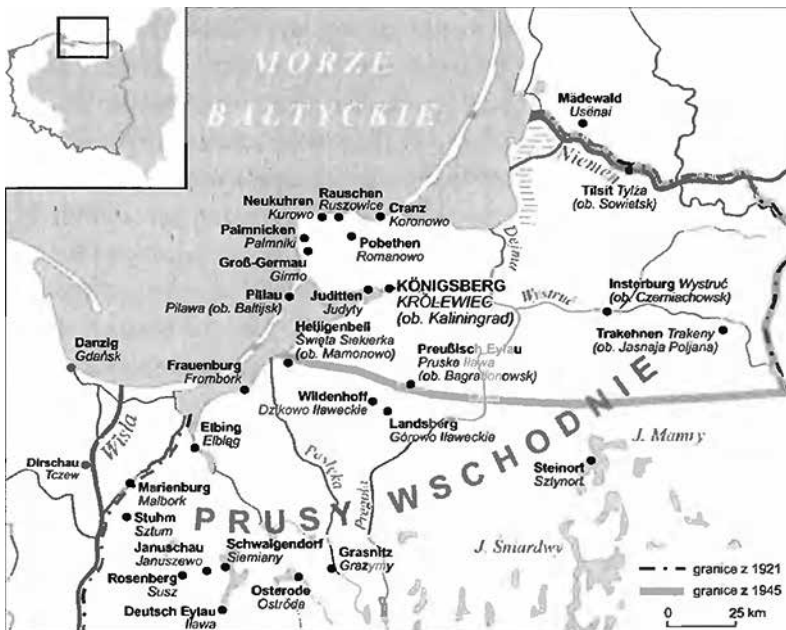 MORZE
BAŁTYCKIE
Mädewald
Usėnai
Niemen
Tilsit Tylża
(ob. Sowietsk)
Rauschen
Ruszowice
Neukuhren
Kurowo
Cranz
Koronowo
Palmnicken
Palmniki
Pobethen
Romanowo
Dejma
Groß-Germau
Girmo
KÖNIGSBERG
KRÓLEWIEC
(ob. Kaliningrad)
Pillau
Pilawa (ob. Baltijsk)
Juditten
Judyty
Wystruć
Insterburg Wystruć
(ob. Czerniachowsk)
Trakehnen Trakeny
(ob. Jasnaja Poljana)
Heiligenbeil
Święta Siekierka
(ob. Mamonowo)
Danzig
Gdańsk
Preußisch Eylau
Pruska Iława
(ob. Bagrationowsk)
Frauenburg
Frombork
Wildenhoff
Dzikowo Iławeckie
Landsberg
Górowo Iławeckie
Elbing
Elbląg
Wisła
J. Mamry
Dirschau
Tczew
Pasłęka
Pregoła
Steinort
Sztynort
Marienburg
Malbork
PRUSY WSCHODNIE
Stuhm
Sztum
Januschau
Januszewo
Schwalgendorf
Siemiany
Grasnitz
Grazymy
J. Śniardwy
Rosenberg
Susz
Osterode
Ostróda
Deutsch Eylau
Iława
granice z 1921
granice z 1945
0 25 km